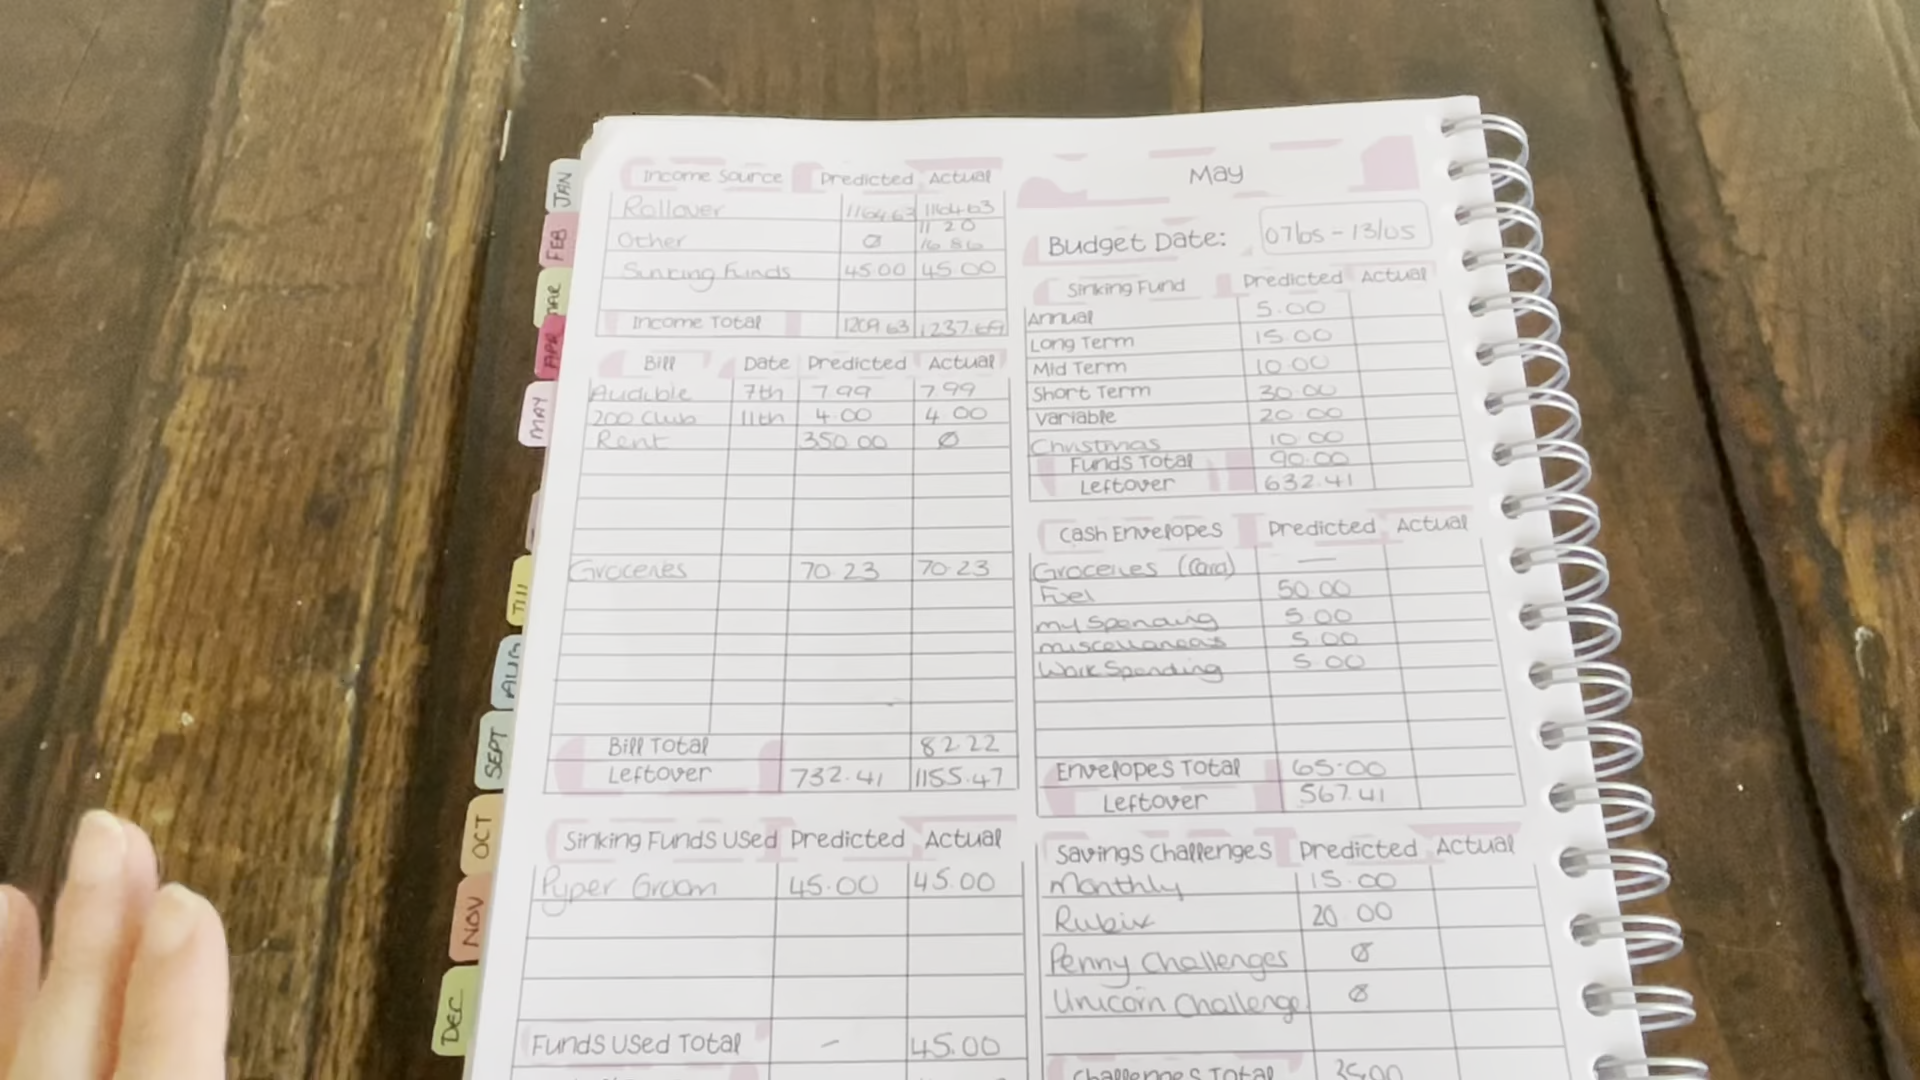 Income Source Predicted Actual
Rollover 1164.63 1164.63
11 20
Other Ø 16 86
Sinking Funds 45.00 45.00
Income Total 1209 63 1237.69
Bill Date Predicted Actual
Audible 7th 7.99 7.99
200 Club 11th 4.00 4.00
Rent 350.00 Ø
Groceries 70.23 70.23
Bill Total 82.22
Leftover 732.41 1155.47
Sinking Funds Used Predicted Actual
Pyper Groom 45.00 45.00
Funds Used Total - 45.00
May
Budget Date: 07/05 - 13/05
Sinking Fund Predicted Actual
Annual 5.00
Long Term 15.00
Mid Term 10.00
Short Term 30.00
Variable 20.00
Christmas 10.00
Funds Total 90.00
Leftover 632.41
Cash Envelopes Predicted Actual
Groceries (Card) —
Fuel 50.00
my Spending 5.00
miscellaneous 5.00
Work Spending 5.00
Envelopes Total 65.00
Leftover 567.41
Savings Challenges Predicted Actual
Monthly 15.00
Rubix 20.00
Penny Challenges Ø
Unicorn Challenge Ø
Challenges Total 35.00
JAN
FEB
MAR
APR
MAY
JUL
AUG
SEPT
OCT
NOV
DEC